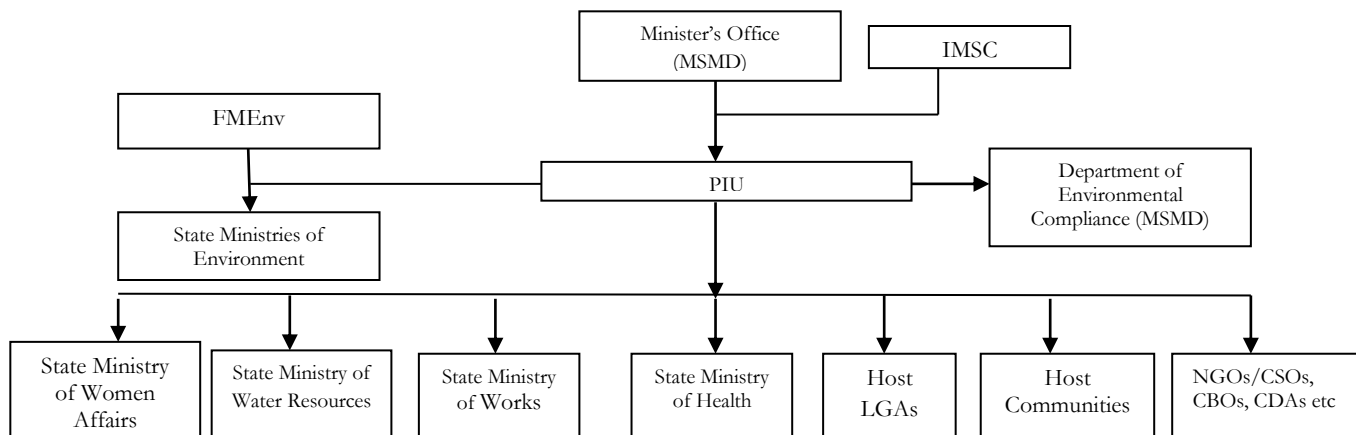 Minister’s Office
(MSMD)
IMSC
FMEnv
PIU
Department of
Environmental
Compliance (MSMD)
State Ministries of
Environment
State Ministry
of Women
Affairs
State Ministry of
Water Resources
State Ministry
of Works
State Ministry
of Health
Host
LGAs
Host
Communities
NGOs/CSOs,
CBOs, CDAs etc